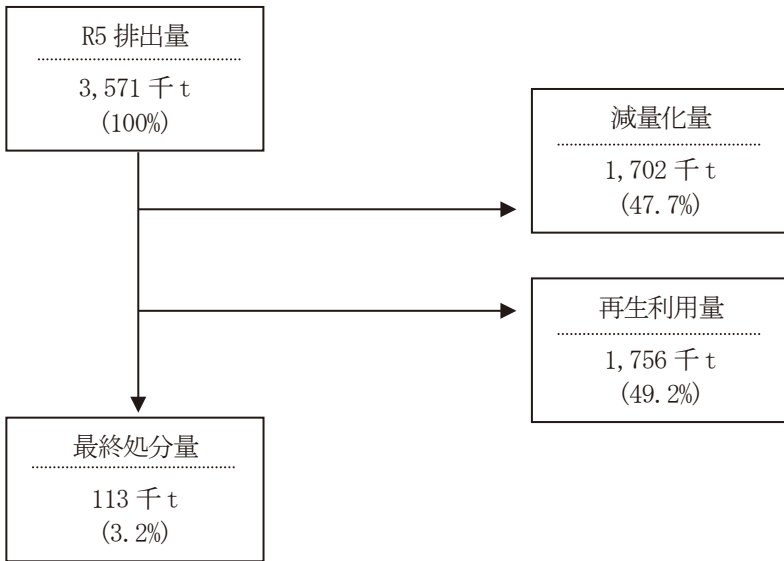 R5 排出量
3,571 千 t
(100%)
減量化量
1,702 千 t
(47.7%)
再生利用量
1,756 千 t
(49.2%)
最終処分量
113 千 t
(3.2%)